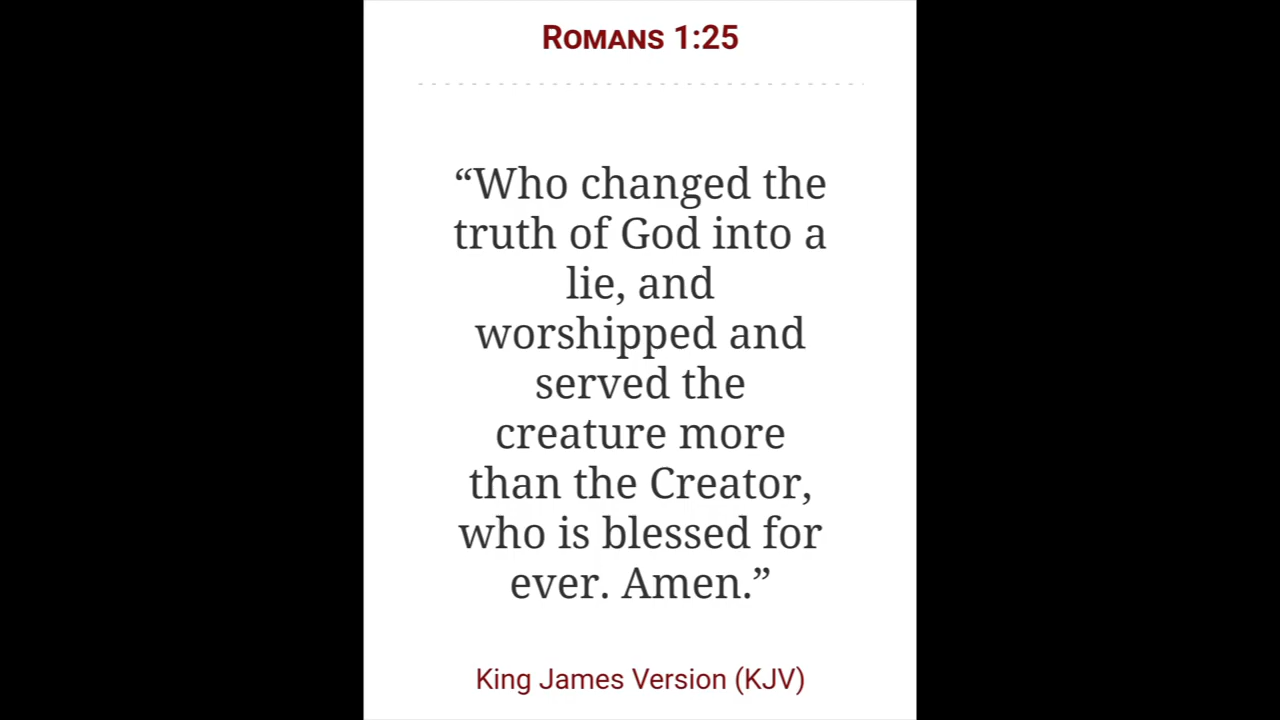 Romans 1:25
“Who changed the
truth of God into a
lie, and
worshipped and
served the
creature more
than the Creator,
who is blessed for
ever. Amen.”
King James Version (KJV)